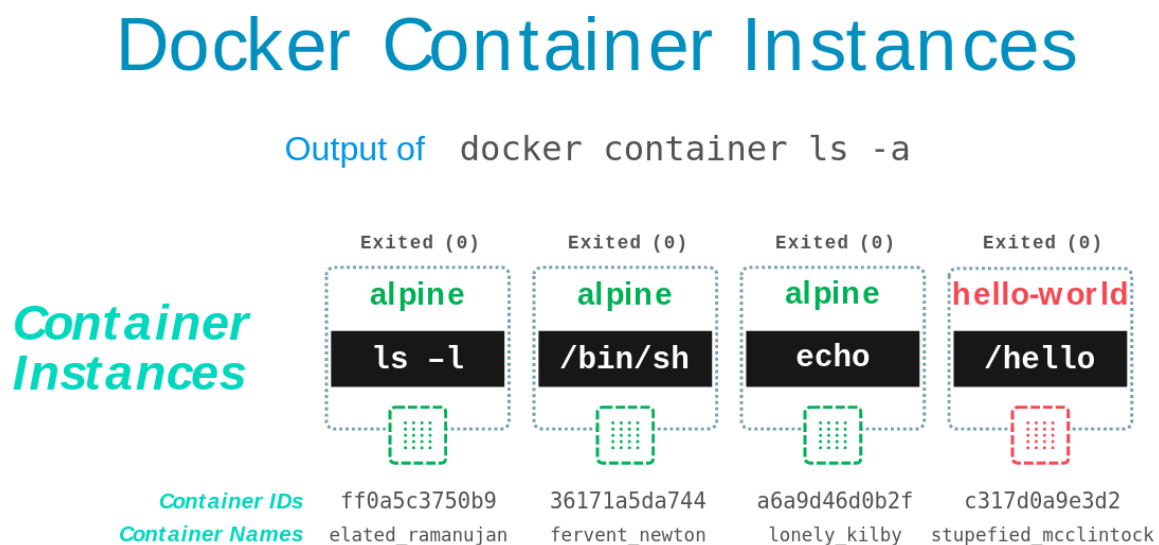 Docker Container Instances
Output of docker container ls -a
Exited (0) Exited (0) Exited (0) Exited (0)
alpine alpine alpine hello-world
Container
Instances
ls –l /bin/sh echo /hello
Container IDs ff0a5c3750b9 36171a5da744 a6a9d46d0b2f c317d0a9e3d2
Container Names elated_ramanujan fervent_newton lonely_kilby stupefied_mcclintock